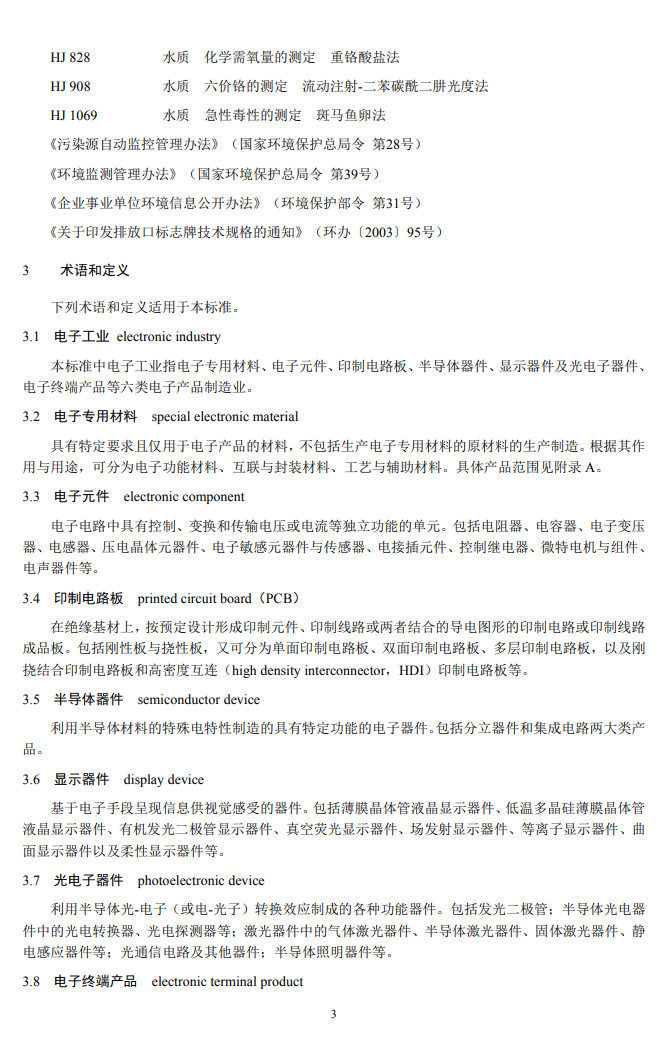 HJ 828 水质 化学需氧量的测定 重铬酸盐法
HJ 908 水质 六价铬的测定 流动注射-二苯碳酰二肼光度法
HJ 1069 水质 急性毒性的测定 斑马鱼卵法
《污染源自动监控管理办法》（国家环境保护总局令 第28号）
《环境监测管理办法》（国家环境保护总局令 第39号）
《企业事业单位环境信息公开办法》（环境保护部令 第31号）
《关于印发排放口标志牌技术规格的通知》（环办〔2003〕95号）
3 术语和定义
下列术语和定义适用于本标准。
3.1 电子工业 electronic industry
本标准中电子工业指电子专用材料、电子元件、印制电路板、半导体器件、显示器件及光电子器件、
电子终端产品等六类电子产品制造业。
3.2 电子专用材料 special electronic material
具有特定要求且仅用于电子产品的材料，不包括生产电子专用材料的原材料的生产制造。根据其作
用与用途，可分为电子功能材料、互联与封装材料、工艺与辅助材料。具体产品范围见附录 A。
3.3 电子元件 electronic component
电子电路中具有控制、变换和传输电压或电流等独立功能的单元。包括电阻器、电容器、电子变压
器、电感器、压电晶体元器件、电子敏感元器件与传感器、电接插元件、控制继电器、微特电机与组件、
电声器件等。
3.4 印制电路板 printed circuit board（PCB）
在绝缘基材上，按预定设计形成印制元件、印制线路或两者结合的导电图形的印制电路或印制线路
成品板。包括刚性板与挠性板，又可分为单面印制电路板、双面印制电路板、多层印制电路板，以及刚
挠结合印制电路板和高密度互连（high density interconnector，HDI）印制电路板等。
3.5 半导体器件 semiconductor device
利用半导体材料的特殊电特性制造的具有特定功能的电子器件。包括分立器件和集成电路两大类产
品。
3.6 显示器件 display device
基于电子手段呈现信息供视觉感受的器件。包括薄膜晶体管液晶显示器件、低温多晶硅薄膜晶体管
液晶显示器件、有机发光二极管显示器件、真空荧光显示器件、场发射显示器件、等离子显示器件、曲
面显示器件以及柔性显示器件等。
3.7 光电子器件 photoelectronic device
利用半导体光-电子（或电-光子）转换效应制成的各种功能器件。包括发光二极管；半导体光电器
件中的光电转换器、光电探测器等；激光器件中的气体激光器件、半导体激光器件、固体激光器件、静
电感应器件等；光通信电路及其他器件；半导体照明器件等。
3.8 电子终端产品 electronic terminal product
3